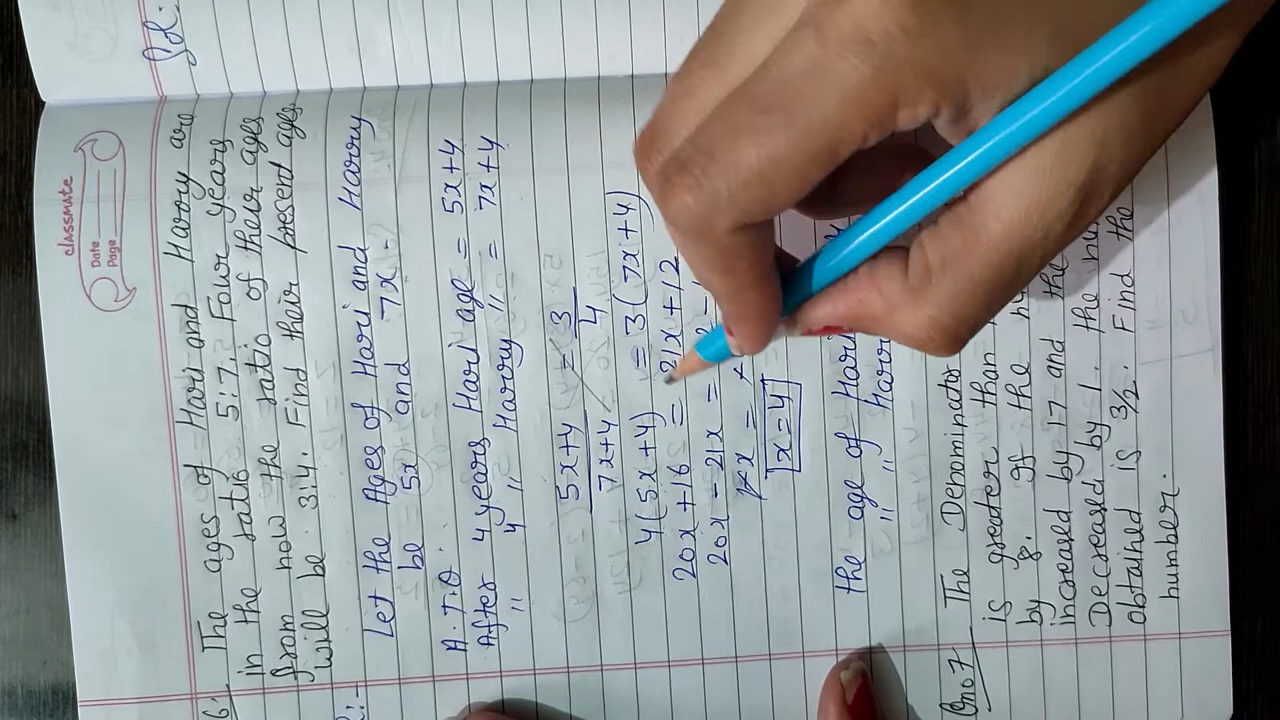 classmate
Date
Page
6:- The ages of Hari and Harry are
in the ratio 5:7. Four years
from now the ratio of their ages
will be 3:4. Find their present ages
Sol:
Let the Ages of Hari and Harry
be 5x and 7x.
A.T.Q.
After 4 years Hari age = 5x+4
" 4 " Harry " = 7x+4
5x+4 / 7x+4 = 3 / 4
4(5x+4) = 3(7x+4)
20x+16 = 21x+12
20x-21x =
x=4
the age of Hari
" " Harr
Qno7 The Denominator
is greater than
by 8. If the
increased by 17 and the
Decreased by 1. the
obtained is 3/2. Find the
number.